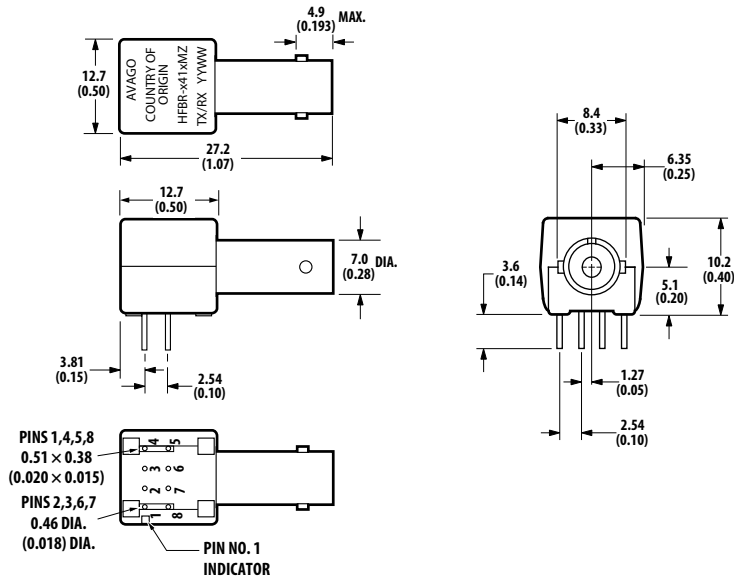 4.9
(0.193)
MAX.
12.7
(0.50)
AVAGO
COUNTRY OF
ORIGIN
HFBR-x41xMZ
TX/RX YYWW
27.2
(1.07)
8.4
(0.33)
6.35
(0.25)
12.7
(0.50)
7.0
(0.28)
DIA.
3.6
(0.14)
10.2
(0.40)
5.1
(0.20)
3.81
(0.15)
2.54
(0.10)
1.27
(0.05)
2.54
(0.10)
PINS 1,4,5,8
0.51 × 0.38
(0.020 × 0.015)
PINS 2,3,6,7
0.46 DIA.
(0.018) DIA.
4 5
3 6
2 7
1 8
PIN NO. 1
INDICATOR